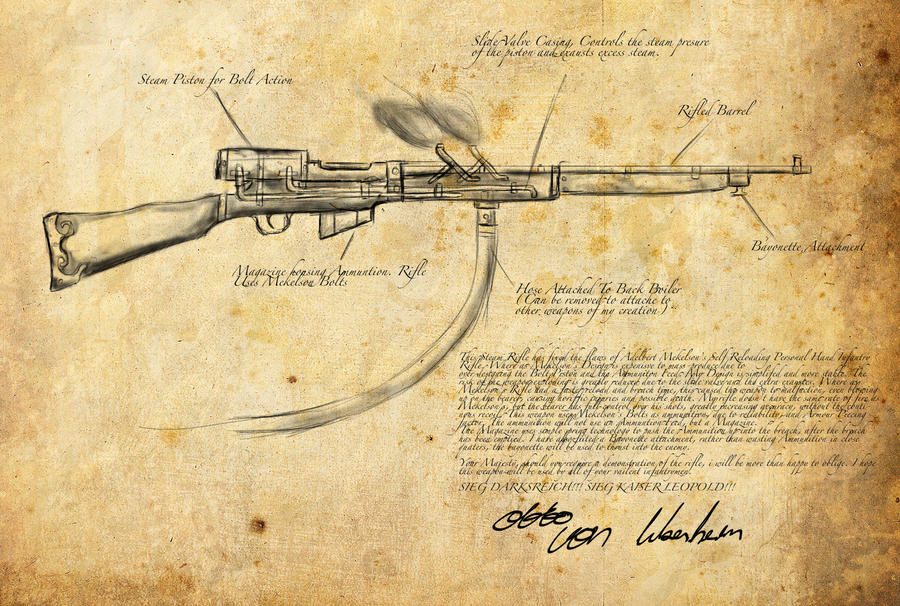 Slide Valve Casing, Controls the steam presure
of the piston and exausts excess steam.
Steam Piston for Bolt Action
Rifled Barrel
Bayonette Attachment
Magazine housing Ammuntion. Rifle
Uses Mekelson Bolts
Hose Attached To Back Boiler
(Can be removed to attache to
other weapons of my creation)
This Steam Rifle has fixed the flaws of Adelbert Mekelson's Self Reloading Personal Hand Infantry
Rifle. Where as Mekelson's Design is expensive to mass produce due to
over designing the Bolt Piston and the Ammuniton Feed. My Design is simplifed and more stable. The
risk of the weapon exploding is greatly reduced due to the slide valve and the extra exaustes. Where as
Mekelson's Rifle had a faster reload and breech time, this caused the weapon to malfunction, even blowing
up on the bearer, causing horrific injuries and possible death. My rifle doesn't have the same rate of fire as
Mekelson's, but the bearer has full control over his shots, greatly increasing accuracy, without the conti
nous recoil. This weapon uses Mekelson's Bolts as ammunition, due to reliability and Armour Piecing
factor. The ammunition will not use an Ammunition Feed, but a Magazine.
The Magazine uses simple spring technology to push the Ammunition up into the breach, after the breach
has been emptied. I have also fitted a Bayonette attachment, rather than wasting Ammunition in close
quaters, the bayonette will be used to thrust into the enemy.
Your Majesty, should you require a demonstration of the rifle, i will be more than happy to oblige. I hope
this weapon will be used by all of your valient infantrymen.
SIEG DARKSREICH!!! SIEG KAISER LEOPOLD!!!
Otto
von